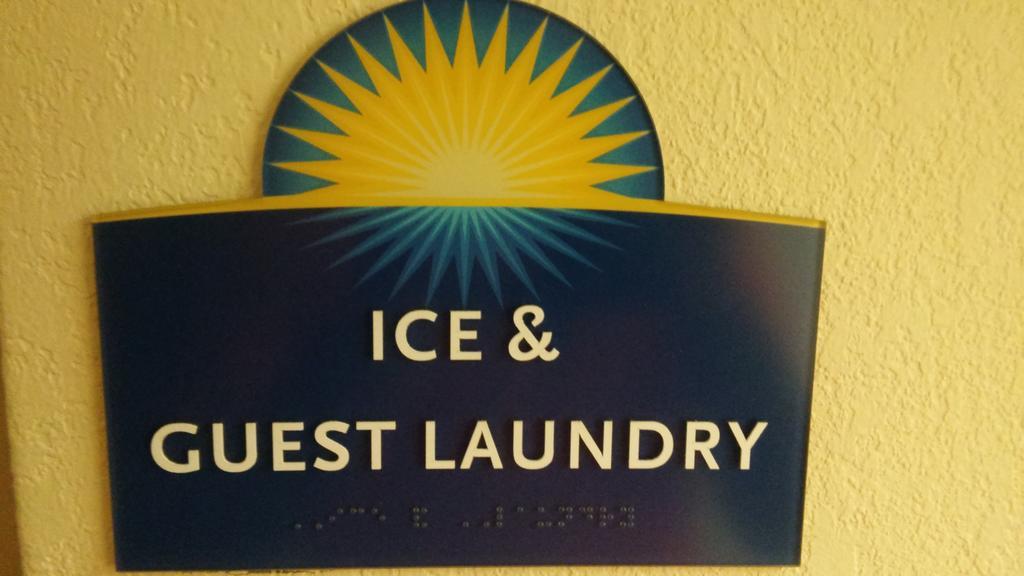 ICE &
GUEST LAUNDRY